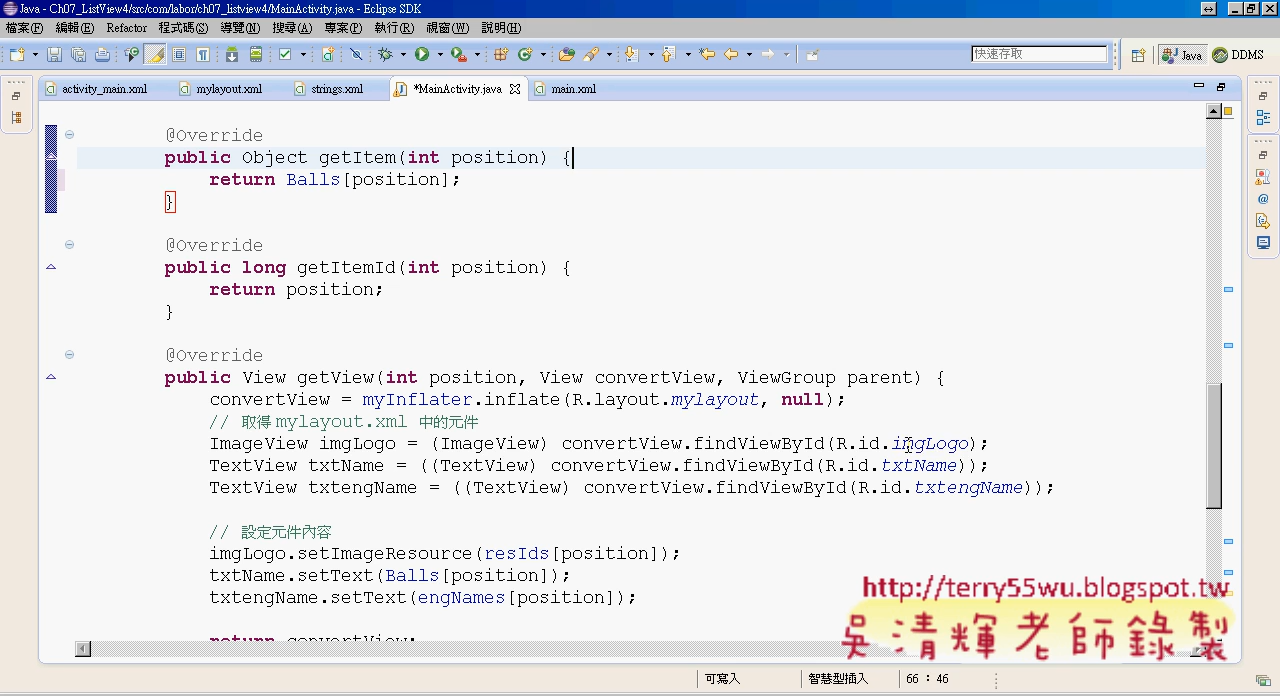 Java - Ch07_ListView4/src/com/labor/ch07_listview4/MainActivity.java - Eclipse SDK
檔案(F) 編輯(E) Refactor 程式碼(S) 導覽(N) 搜尋(A) 專案(P) 執行(R) 視窗(W) 說明(H)
快速存取 Java DDMS
activity_main.xml mylayout.xml strings.xml *MainActivity.java main.xml
@Override
public Object getItem(int position) {
return Balls[position];
}
@Override
public long getItemId(int position) {
return position;
}
@Override
public View getView(int position, View convertView, ViewGroup parent) {
convertView = myInflater.inflate(R.layout.mylayout, null);
// 取得 mylayout.xml 中的元件
ImageView imgLogo = (ImageView) convertView.findViewById(R.id.imgLogo);
TextView txtName = ((TextView) convertView.findViewById(R.id.txtName));
TextView txtengName = ((TextView) convertView.findViewById(R.id.txtengName));
// 設定元件內容
imgLogo.setImageResource(resIds[position]);
txtName.setText(Balls[position]);
txtengName.setText(engNames[position]);
return convertView;
http://terry55wu.blogspot.tw
吳清輝老師錄製
可寫入 智慧型插入 66 : 46